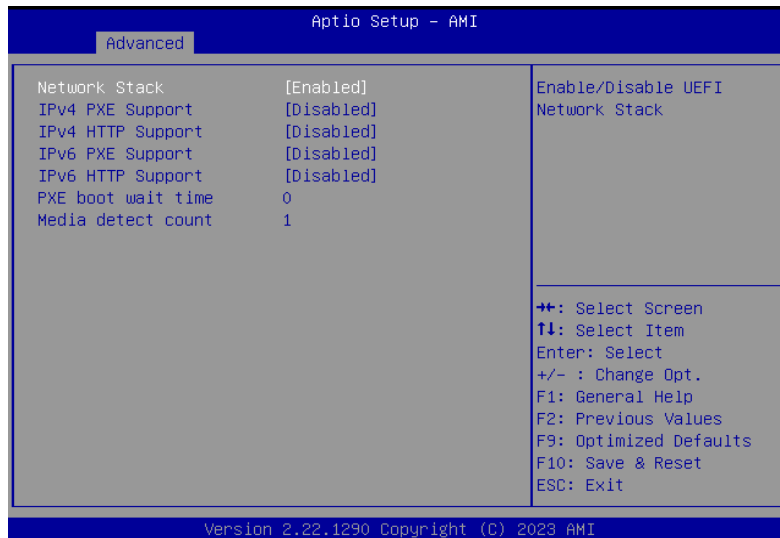 Aptio Setup – AMI
Advanced
Network Stack [Enabled]
IPv4 PXE Support [Disabled]
IPv4 HTTP Support [Disabled]
IPv6 PXE Support [Disabled]
IPv6 HTTP Support [Disabled]
PXE boot wait time 0
Media detect count 1
Enable/Disable UEFI
Network Stack
→←: Select Screen
↑↓: Select Item
Enter: Select
+/- : Change Opt.
F1: General Help
F2: Previous Values
F9: Optimized Defaults
F10: Save & Reset
ESC: Exit
Version 2.22.1290 Copyright (C) 2023 AMI